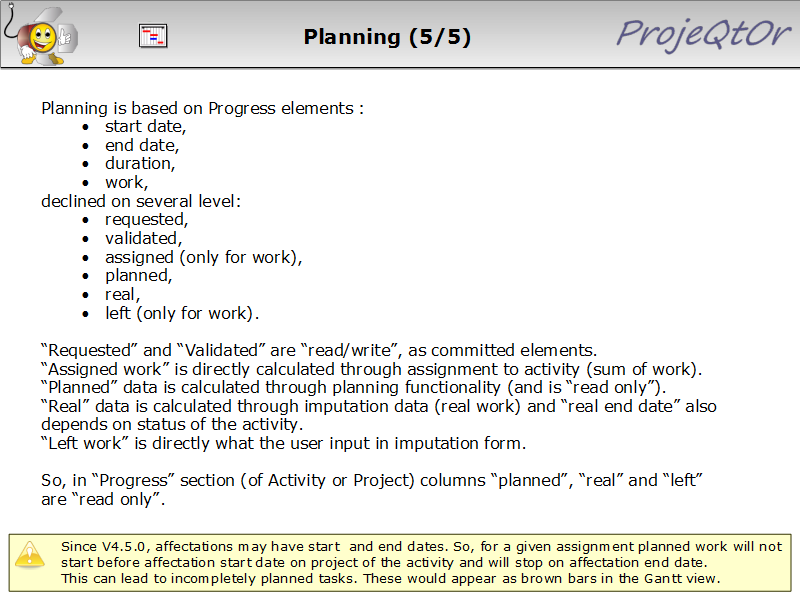 Planning (5/5)
ProjeQtOr
Planning is based on Progress elements :
• start date,
• end date,
• duration,
• work,
declined on several level:
• requested,
• validated,
• assigned (only for work),
• planned,
• real,
• left (only for work).
“Requested” and “Validated” are “read/write”, as committed elements.
“Assigned work” is directly calculated through assignment to activity (sum of work).
“Planned” data is calculated through planning functionality (and is “read only”).
“Real” data is calculated through imputation data (real work) and “real end date” also
depends on status of the activity.
“Left work” is directly what the user input in imputation form.
So, in “Progress” section (of Activity or Project) columns “planned”, “real” and “left”
are “read only”.
Since V4.5.0, affectations may have start  and end dates. So, for a given assignment planned work will not
start before affectation start date on project of the activity and will stop on affectation end date.
This can lead to incompletely planned tasks. These would appear as brown bars in the Gantt view.